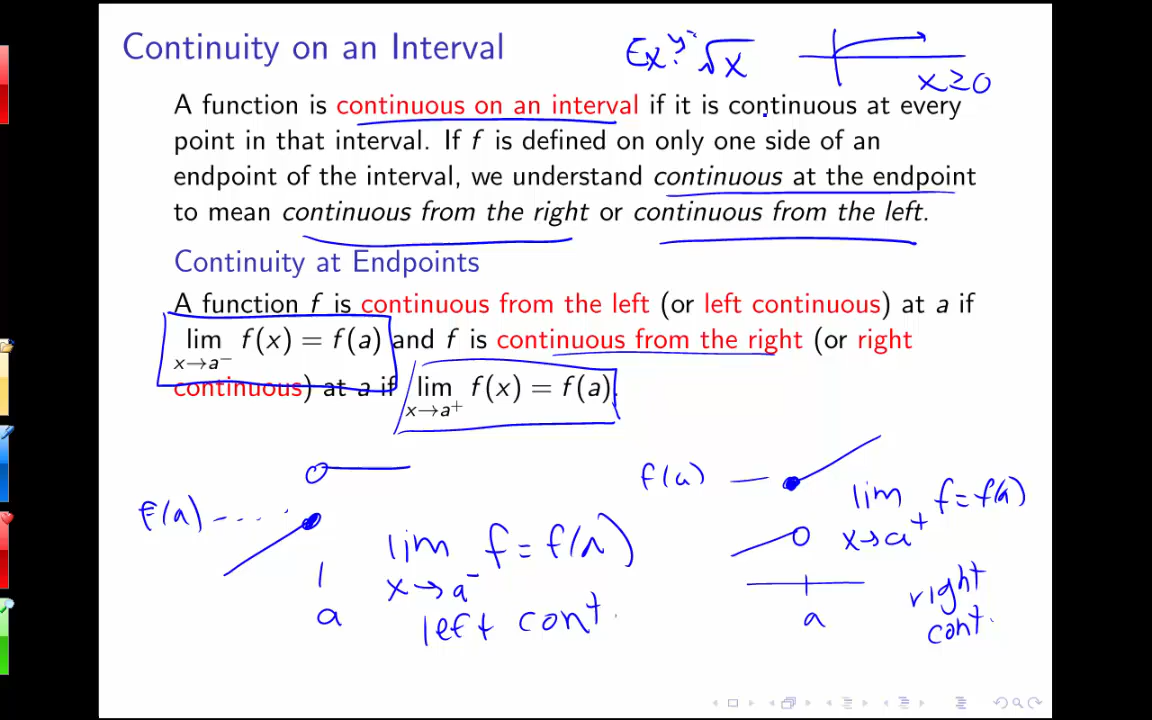 Continuity on an Interval
Ex: y= √x
x≥0
A function is continuous on an interval if it is continuous at every
point in that interval. If f is defined on only one side of an
endpoint of the interval, we understand continuous at the endpoint
to mean continuous from the right or continuous from the left.
Continuity at Endpoints
A function f is continuous from the left (or left continuous) at a if
lim x→a⁻ f(x) = f(a) and f is continuous from the right (or right
continuous) at a if lim x→a⁺ f(x) = f(a).
f(a)
lim x→a⁻ f = f(a)
a
left cont.
f(a)
lim x→a⁺ f = f(a)
a
right
cont.